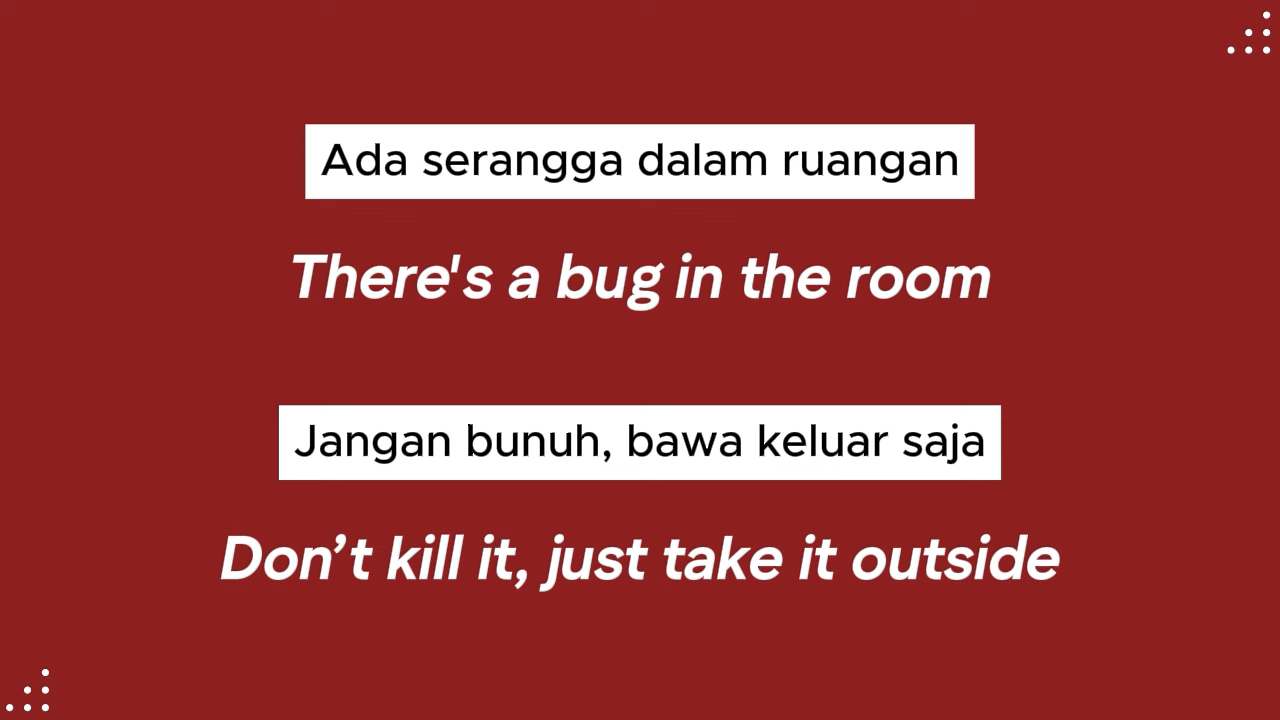 Ada serangga dalam ruangan
There's a bug in the room
Jangan bunuh, bawa keluar saja
Don’t kill it, just take it outside